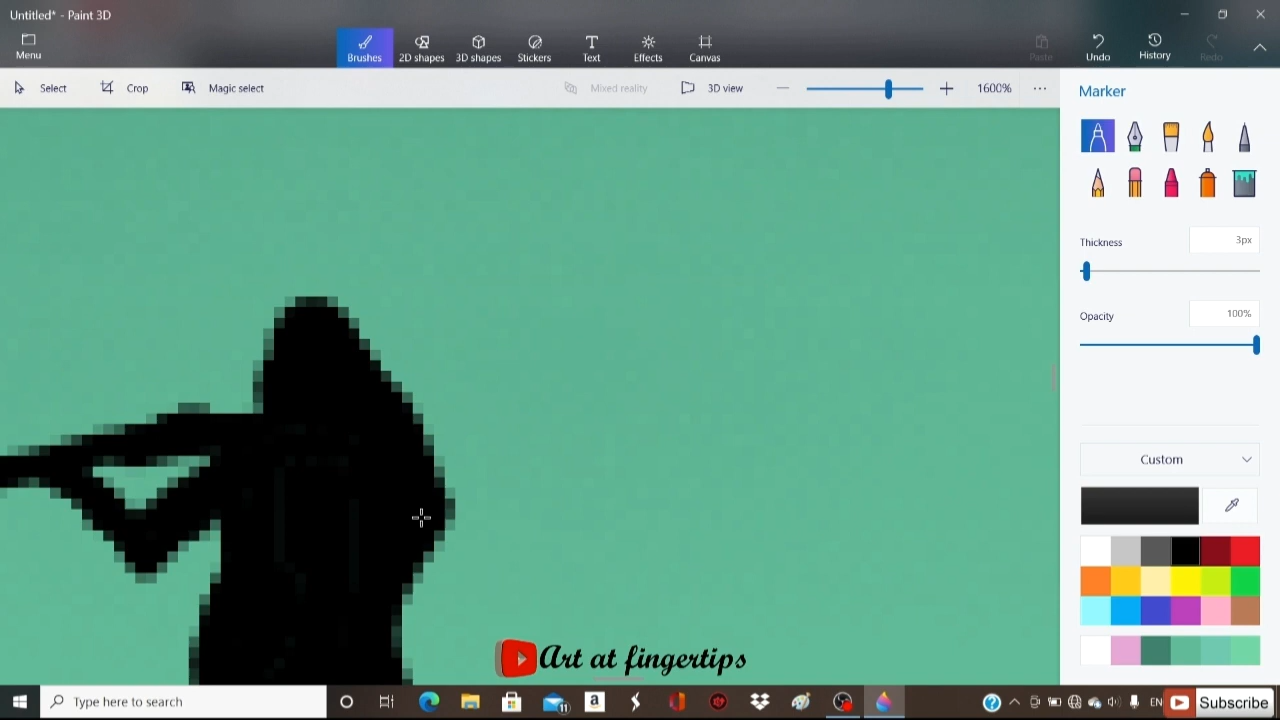 Untitled* - Paint 3D
Menu
Brushes
2D shapes
3D shapes
Stickers
Text
Effects
Canvas
Paste
Undo
History
Redo
Select
Crop
Magic select
Mixed reality
3D view
1600%
Marker
Thickness
3px
Opacity
100%
Custom
Art at fingertips
Type here to search
11
a
EN
Subscribe